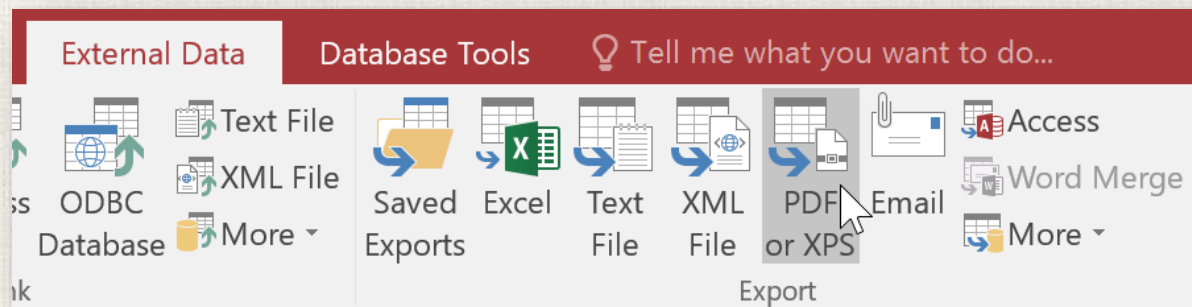 External Data
Database Tools
Tell me what you want to do...
ss
ODBC
Database
Text File
XML File
More
Saved
Exports
Excel
Text
File
XML
File
PDF
or XPS
Email
Access
Word Merge
More
nk
Export